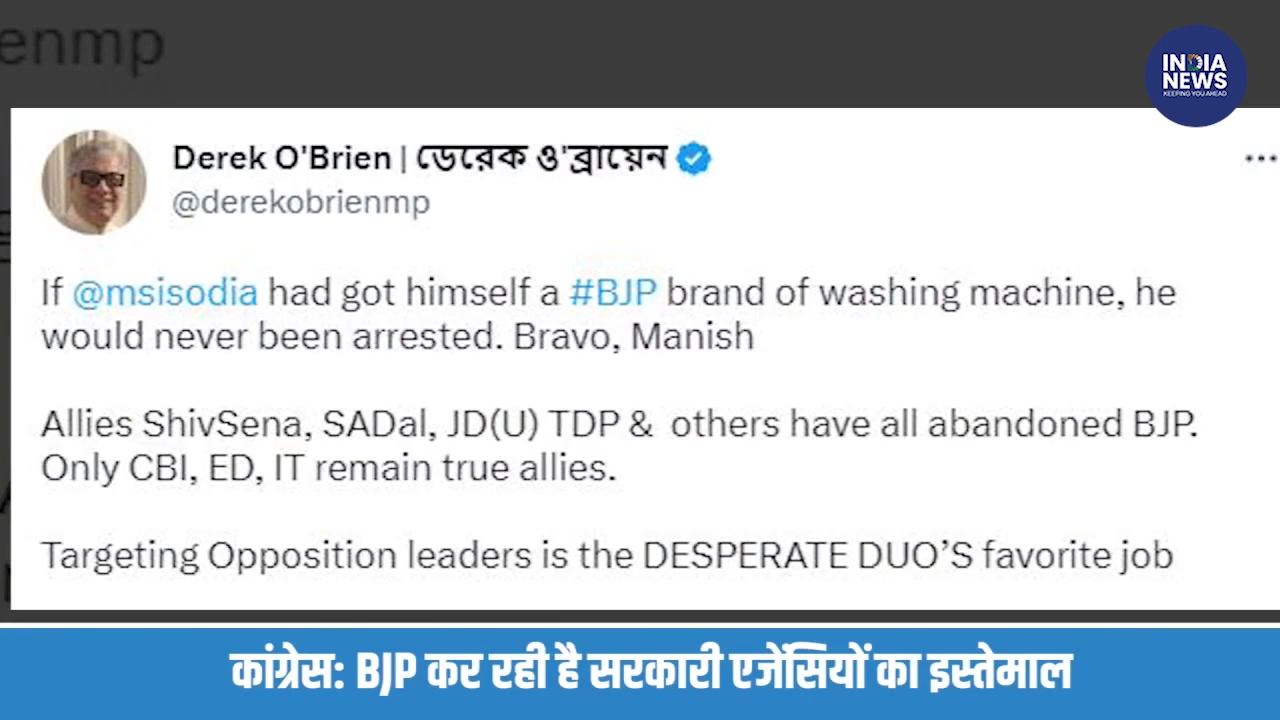 enmp
INDIA
NEWS
KEEPING YOU AHEAD
Derek O'Brien | ডেরেক ও'ব্রায়েন
@derekobrienmp
If @msisodia had got himself a #BJP brand of washing machine, he
would never been arrested. Bravo, Manish
Allies ShivSena, SADal, JD(U) TDP & others have all abandoned BJP.
Only CBI, ED, IT remain true allies.
Targeting Opposition leaders is the DESPERATE DUO’S favorite job
कांग्रेस: BJP कर रही है सरकारी एजेंसियों का इस्तेमाल